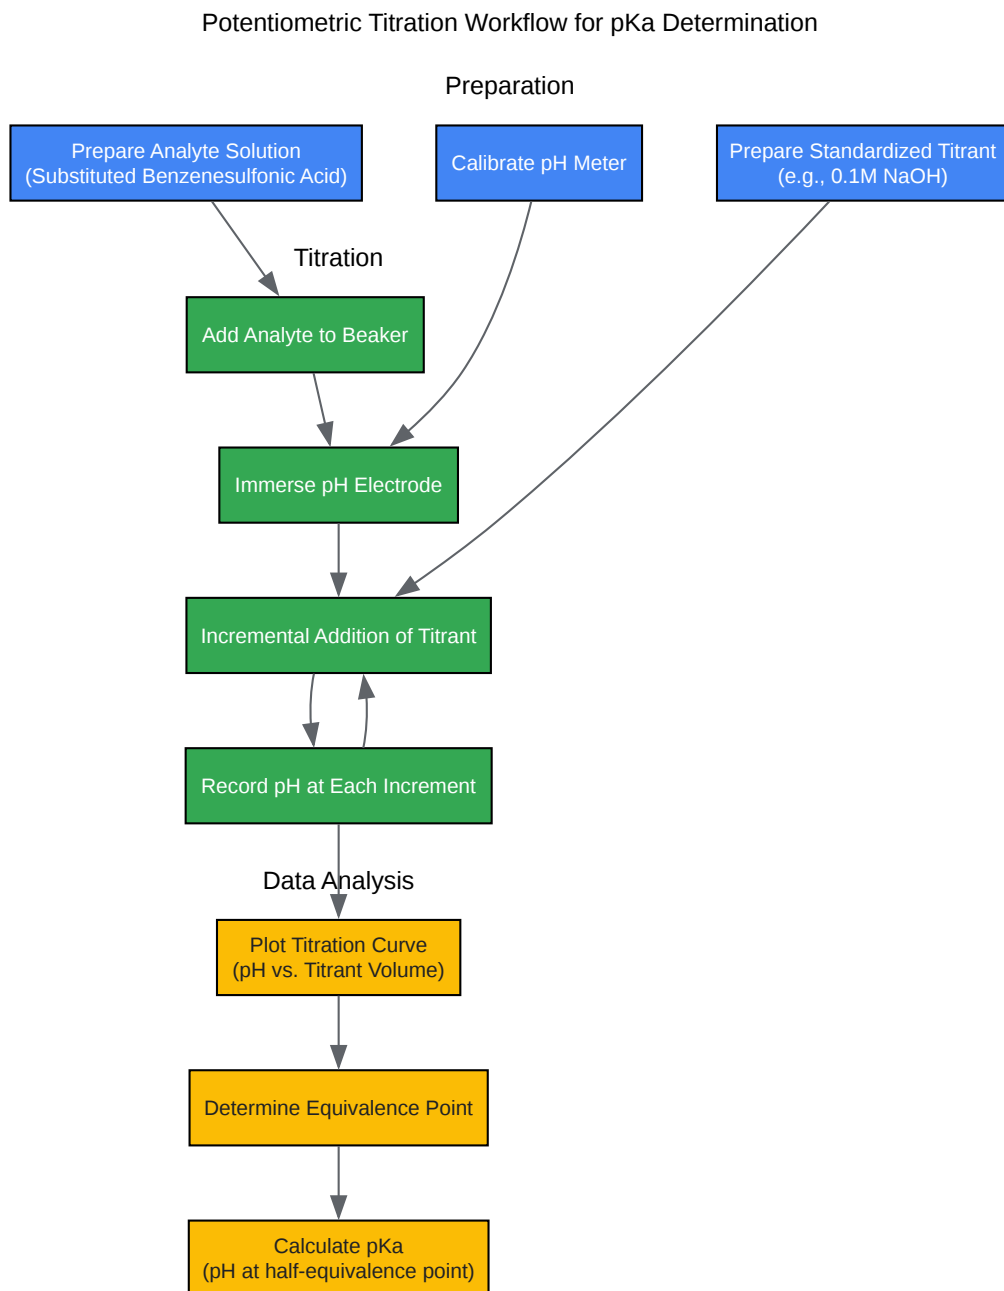 Potentiometric Titration Workflow for pKa Determination
Preparation
Prepare Analyte Solution
(Substituted Benzenesulfonic Acid)
Calibrate pH Meter
Prepare Standardized Titrant
(e.g., 0.1M NaOH)
Titration
Add Analyte to Beaker
Immerse pH Electrode
Incremental Addition of Titrant
Record pH at Each Increment
Data Analysis
Plot Titration Curve
(pH vs. Titrant Volume)
Determine Equivalence Point
Calculate pKa
(pH at half-equivalence point)